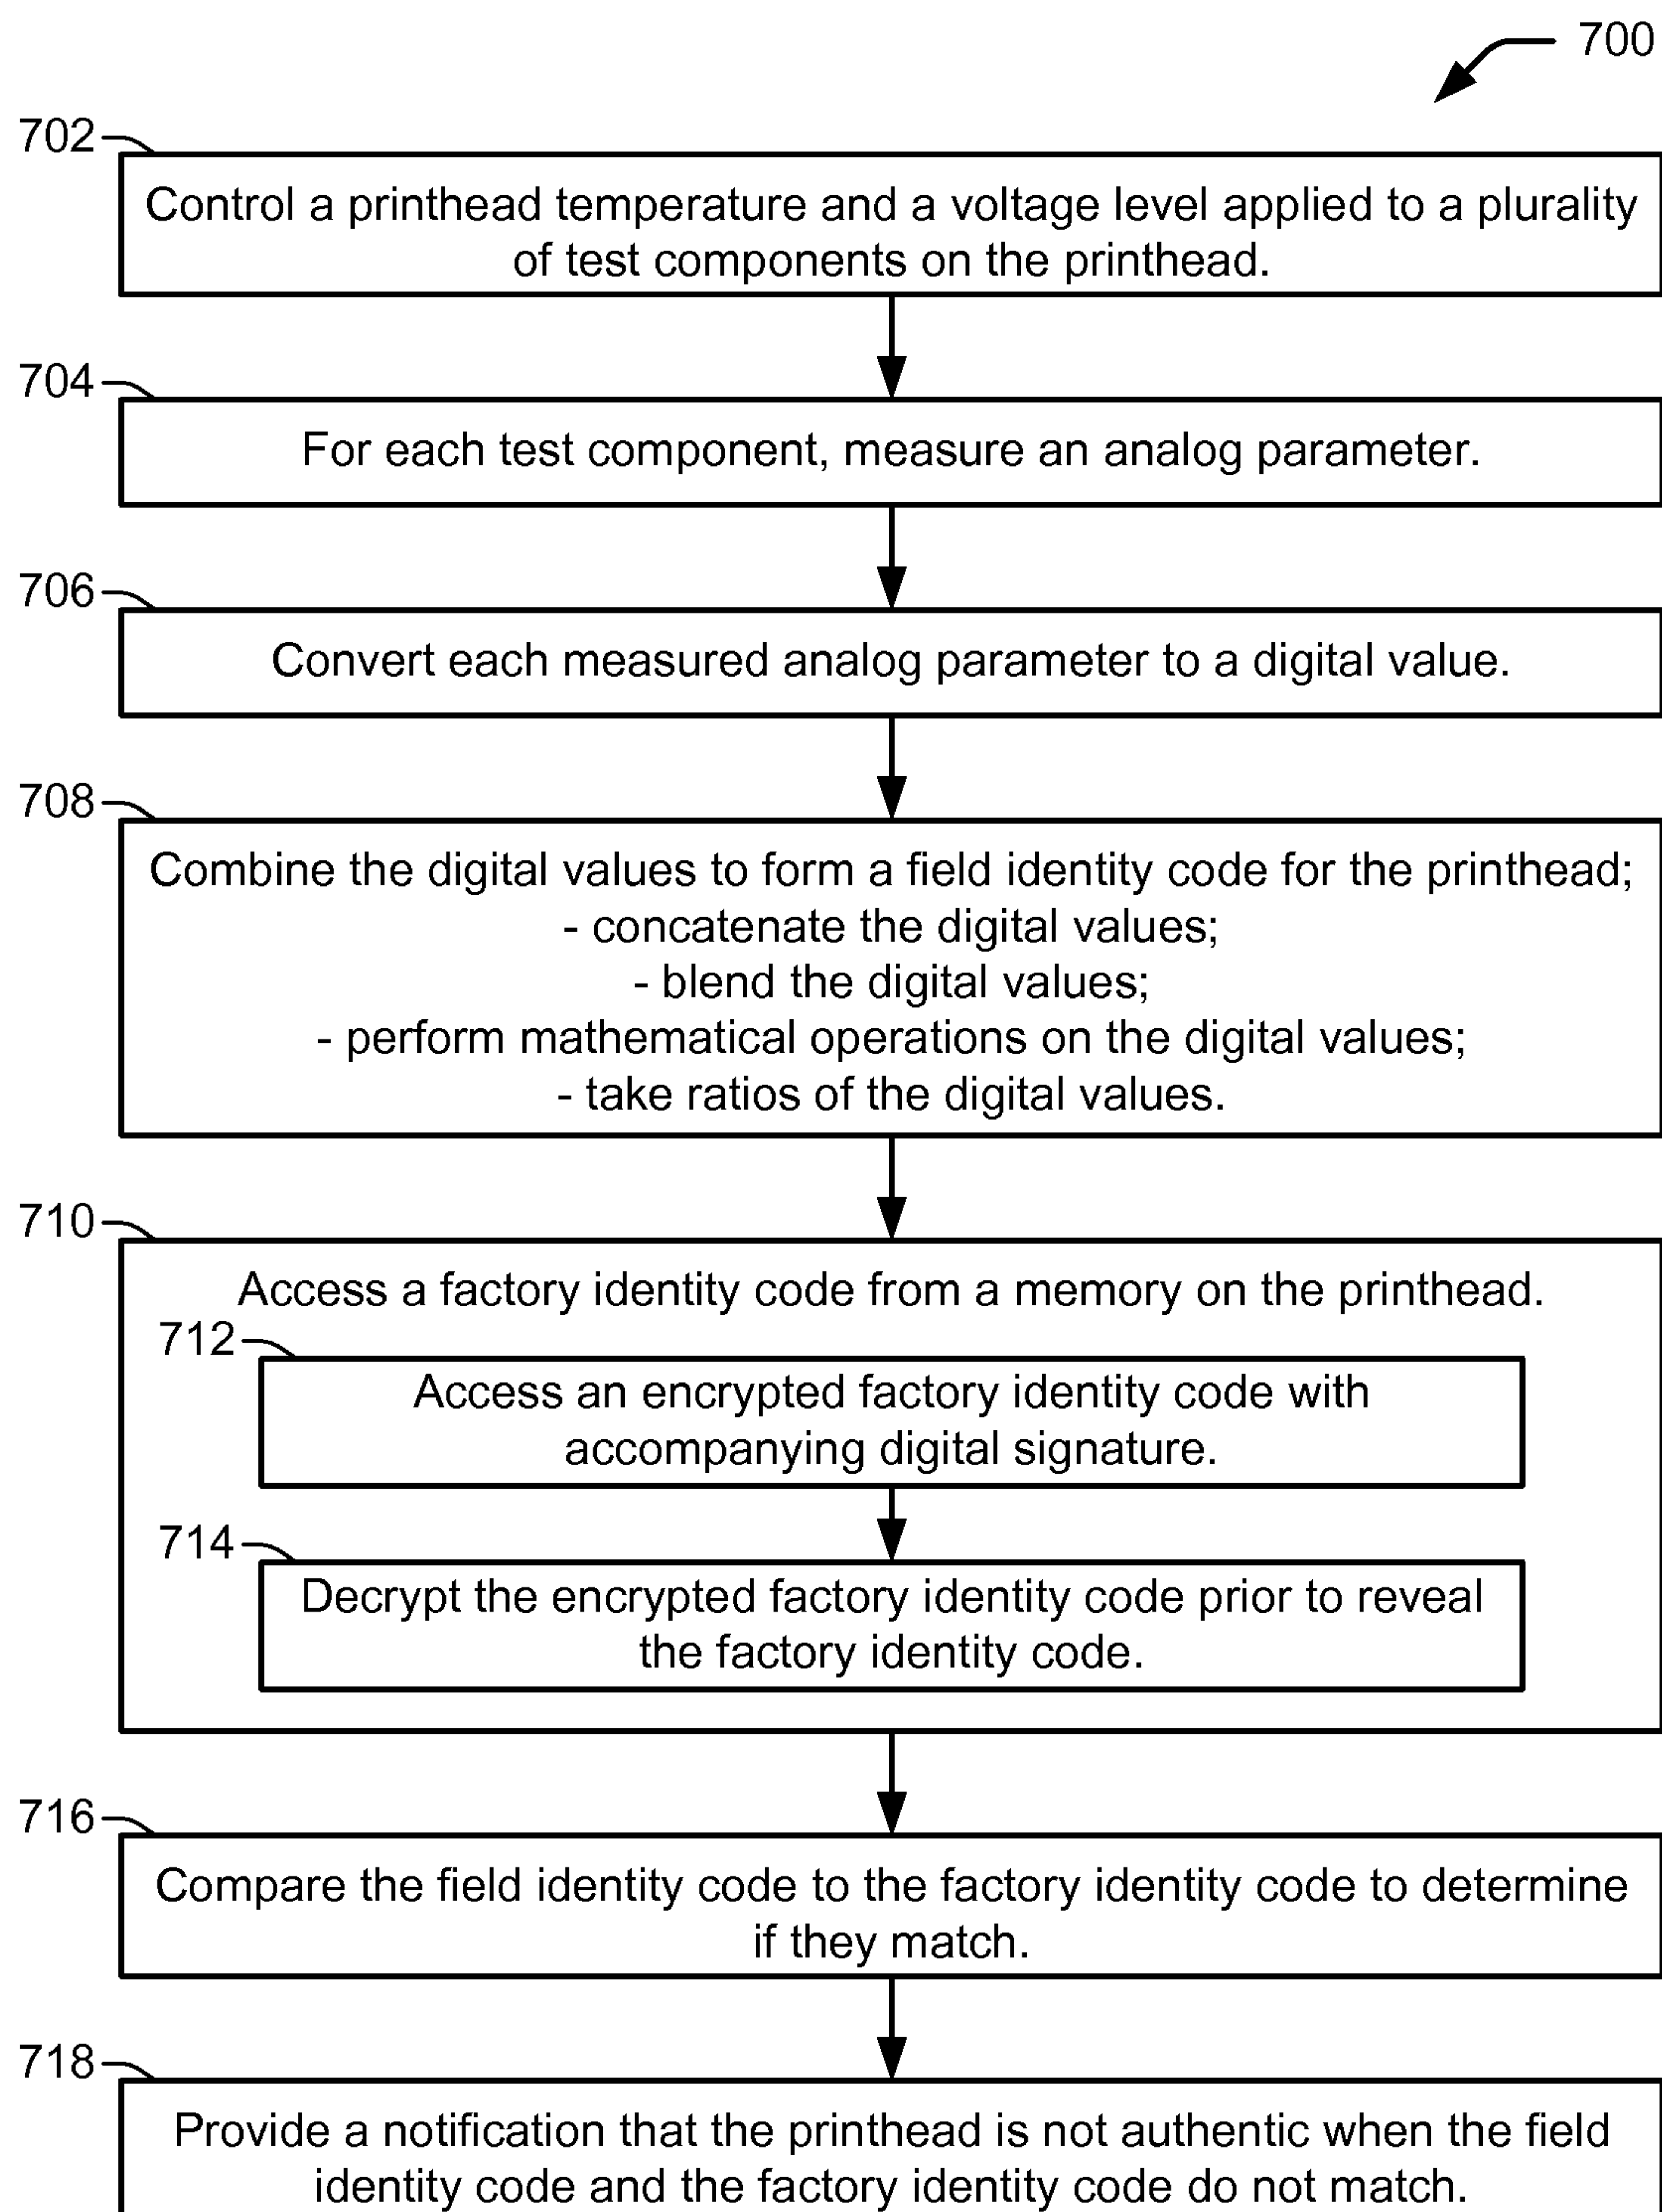 700
702
Control a printhead temperature and a voltage level applied to a plurality
of test components on the printhead.
704
For each test component, measure an analog parameter.
706
Convert each measured analog parameter to a digital value.
708
Combine the digital values to form a field identity code for the printhead;
- concatenate the digital values;
- blend the digital values;
- perform mathematical operations on the digital values;
- take ratios of the digital values.
710
Access a factory identity code from a memory on the printhead.
712
Access an encrypted factory identity code with
accompanying digital signature.
714
Decrypt the encrypted factory identity code prior to reveal
the factory identity code.
716
Compare the field identity code to the factory identity code to determine
if they match.
718
Provide a notification that the printhead is not authentic when the field
identity code and the factory identity code do not match.